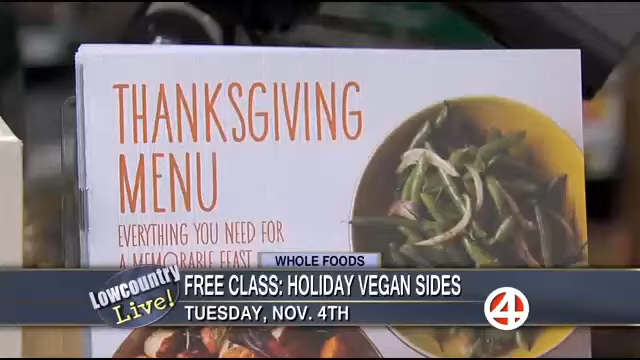 THANKSGIVING
MENU
EVERYTHING YOU NEED FOR
A MEMORABLE FEAST
WHOLE FOODS
Lowcountry
Live!
FREE CLASS: HOLIDAY VEGAN SIDES
TUESDAY, NOV. 4TH
4